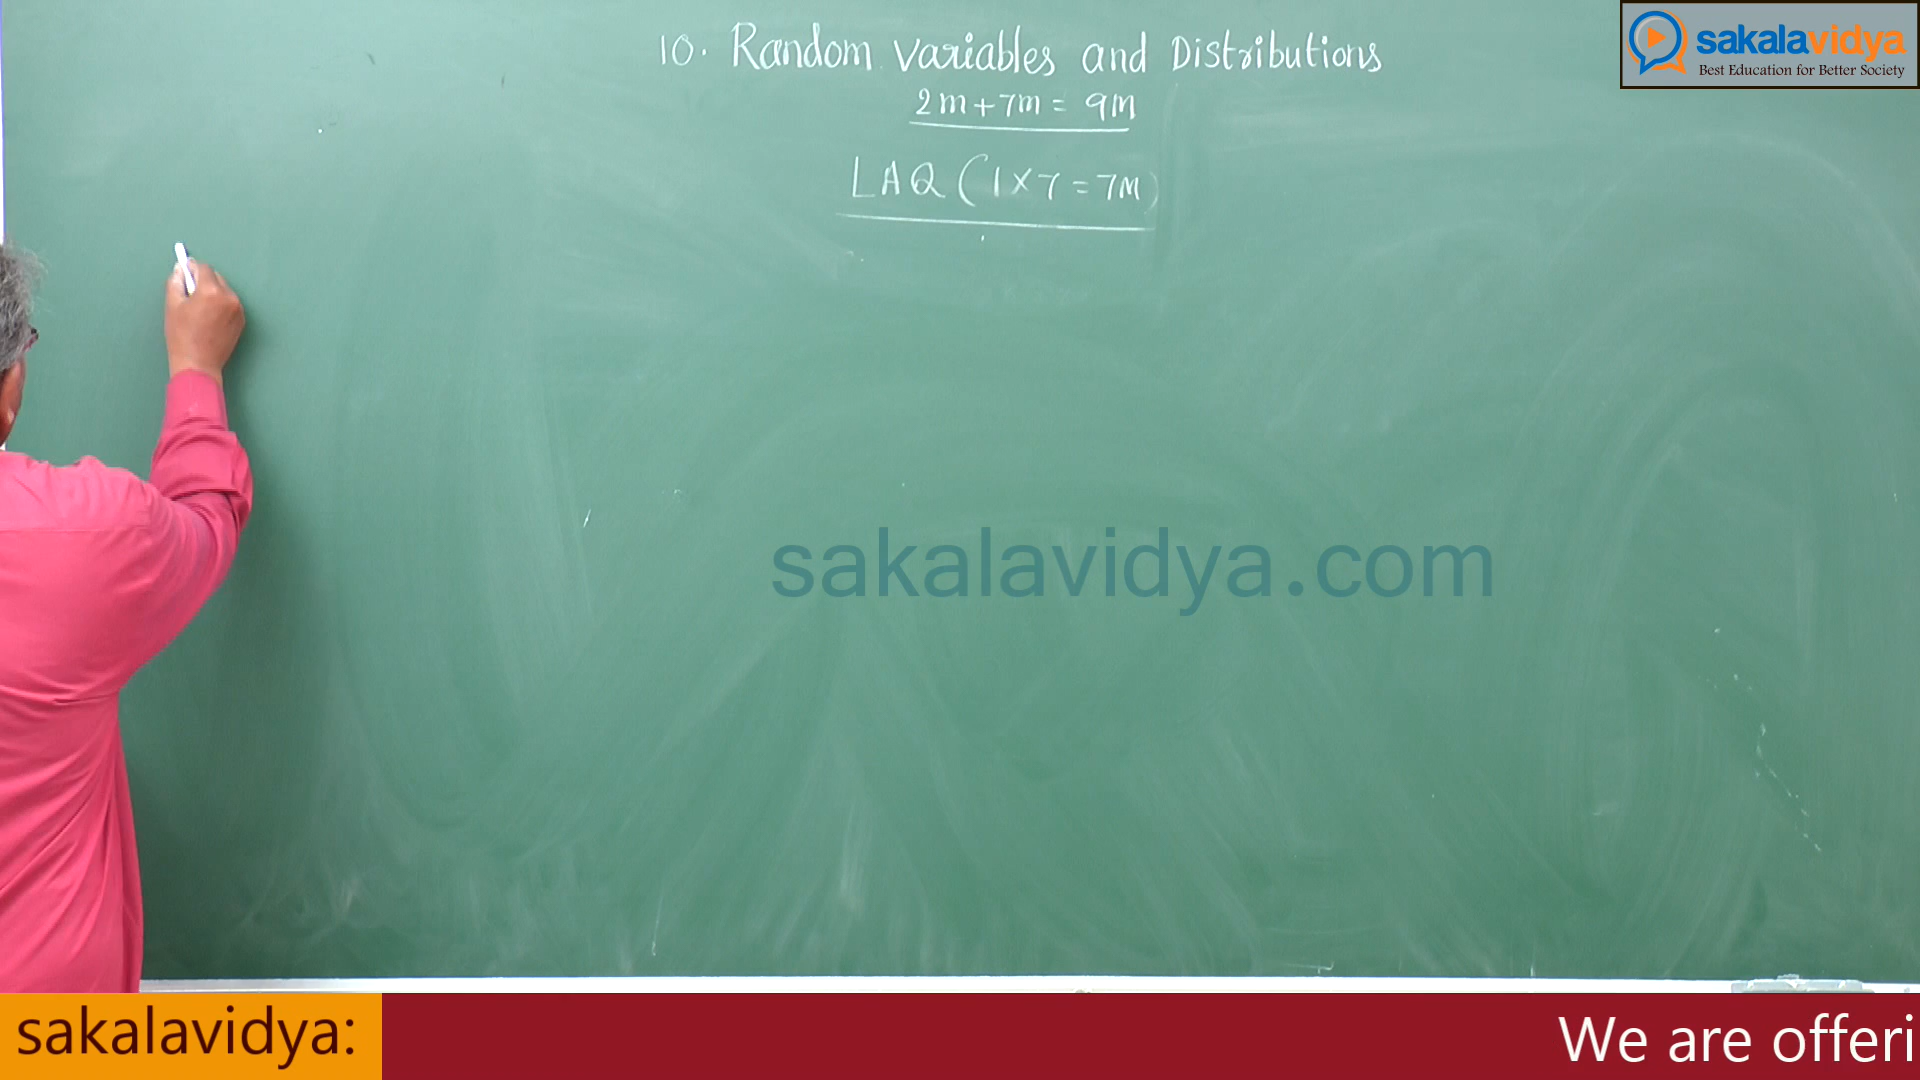 10. Random Variables and Distributions
2m+7m = 9M
LAQ (1×7=7M)
sakalavidya
Best Education for Better Society
sakalavidya.com
sakalavidya:
We are offeri